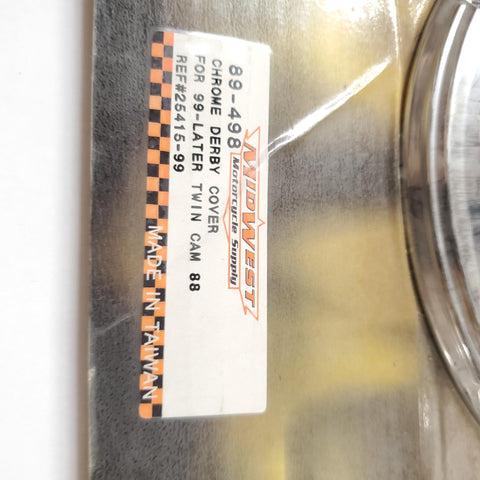 89-498
MIDWEST
Motorcycle Supply
CHROME DERBY COVER
FOR 99-LATER TWIN CAM 88
REF#25415-99
MADE IN TAIWAN